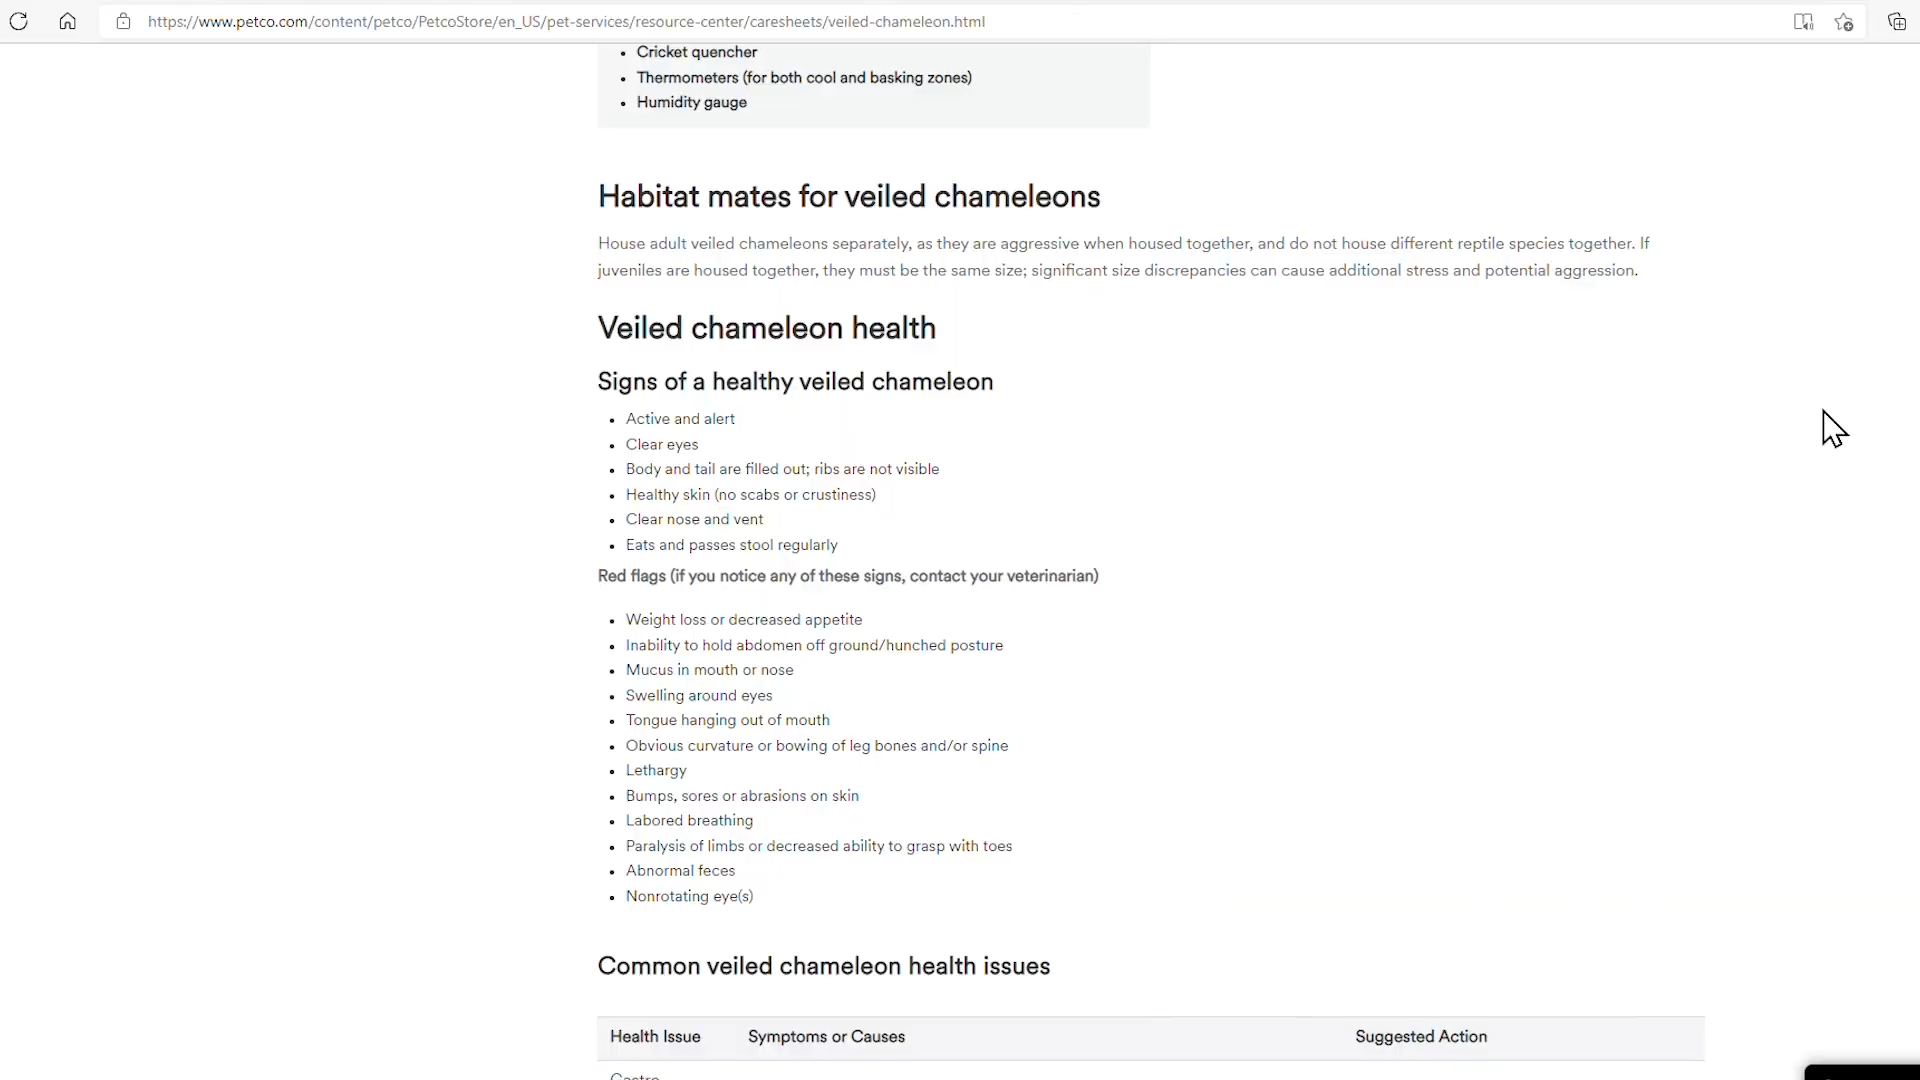 https://www.petco.com/content/petco/PetcoStore/en_US/pet-services/resource-center/caresheets/veiled-chameleon.html
• Cricket quencher
• Thermometers (for both cool and basking zones)
• Humidity gauge
Habitat mates for veiled chameleons
House adult veiled chameleons separately, as they are aggressive when housed together, and do not house different reptile species together. If
juveniles are housed together, they must be the same size; significant size discrepancies can cause additional stress and potential aggression.
Veiled chameleon health
Signs of a healthy veiled chameleon
• Active and alert
• Clear eyes
• Body and tail are filled out; ribs are not visible
• Healthy skin (no scabs or crustiness)
• Clear nose and vent
• Eats and passes stool regularly
Red flags (if you notice any of these signs, contact your veterinarian)
• Weight loss or decreased appetite
• Inability to hold abdomen off ground/hunched posture
• Mucus in mouth or nose
• Swelling around eyes
• Tongue hanging out of mouth
• Obvious curvature or bowing of leg bones and/or spine
• Lethargy
• Bumps, sores or abrasions on skin
• Labored breathing
• Paralysis of limbs or decreased ability to grasp with toes
• Abnormal feces
• Nonrotating eye(s)
Common veiled chameleon health issues
Health Issue Symptoms or Causes Suggested Action